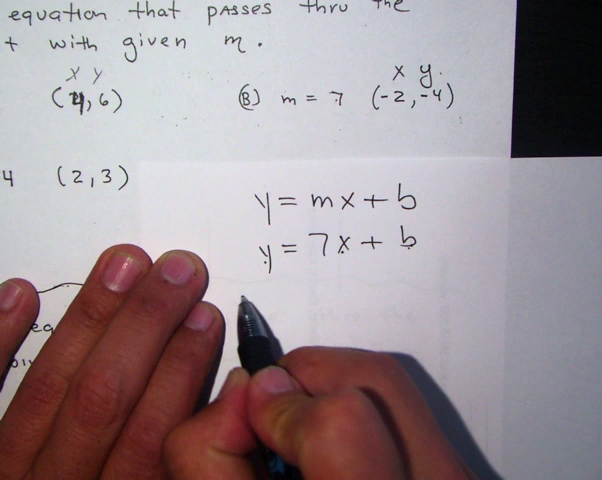 equation that passes thru the
t with given m.
x y x y.
(4,6) (B) m = 7 (-2,-4)
4 (2,3)
y = mx + b
y = 7x + b